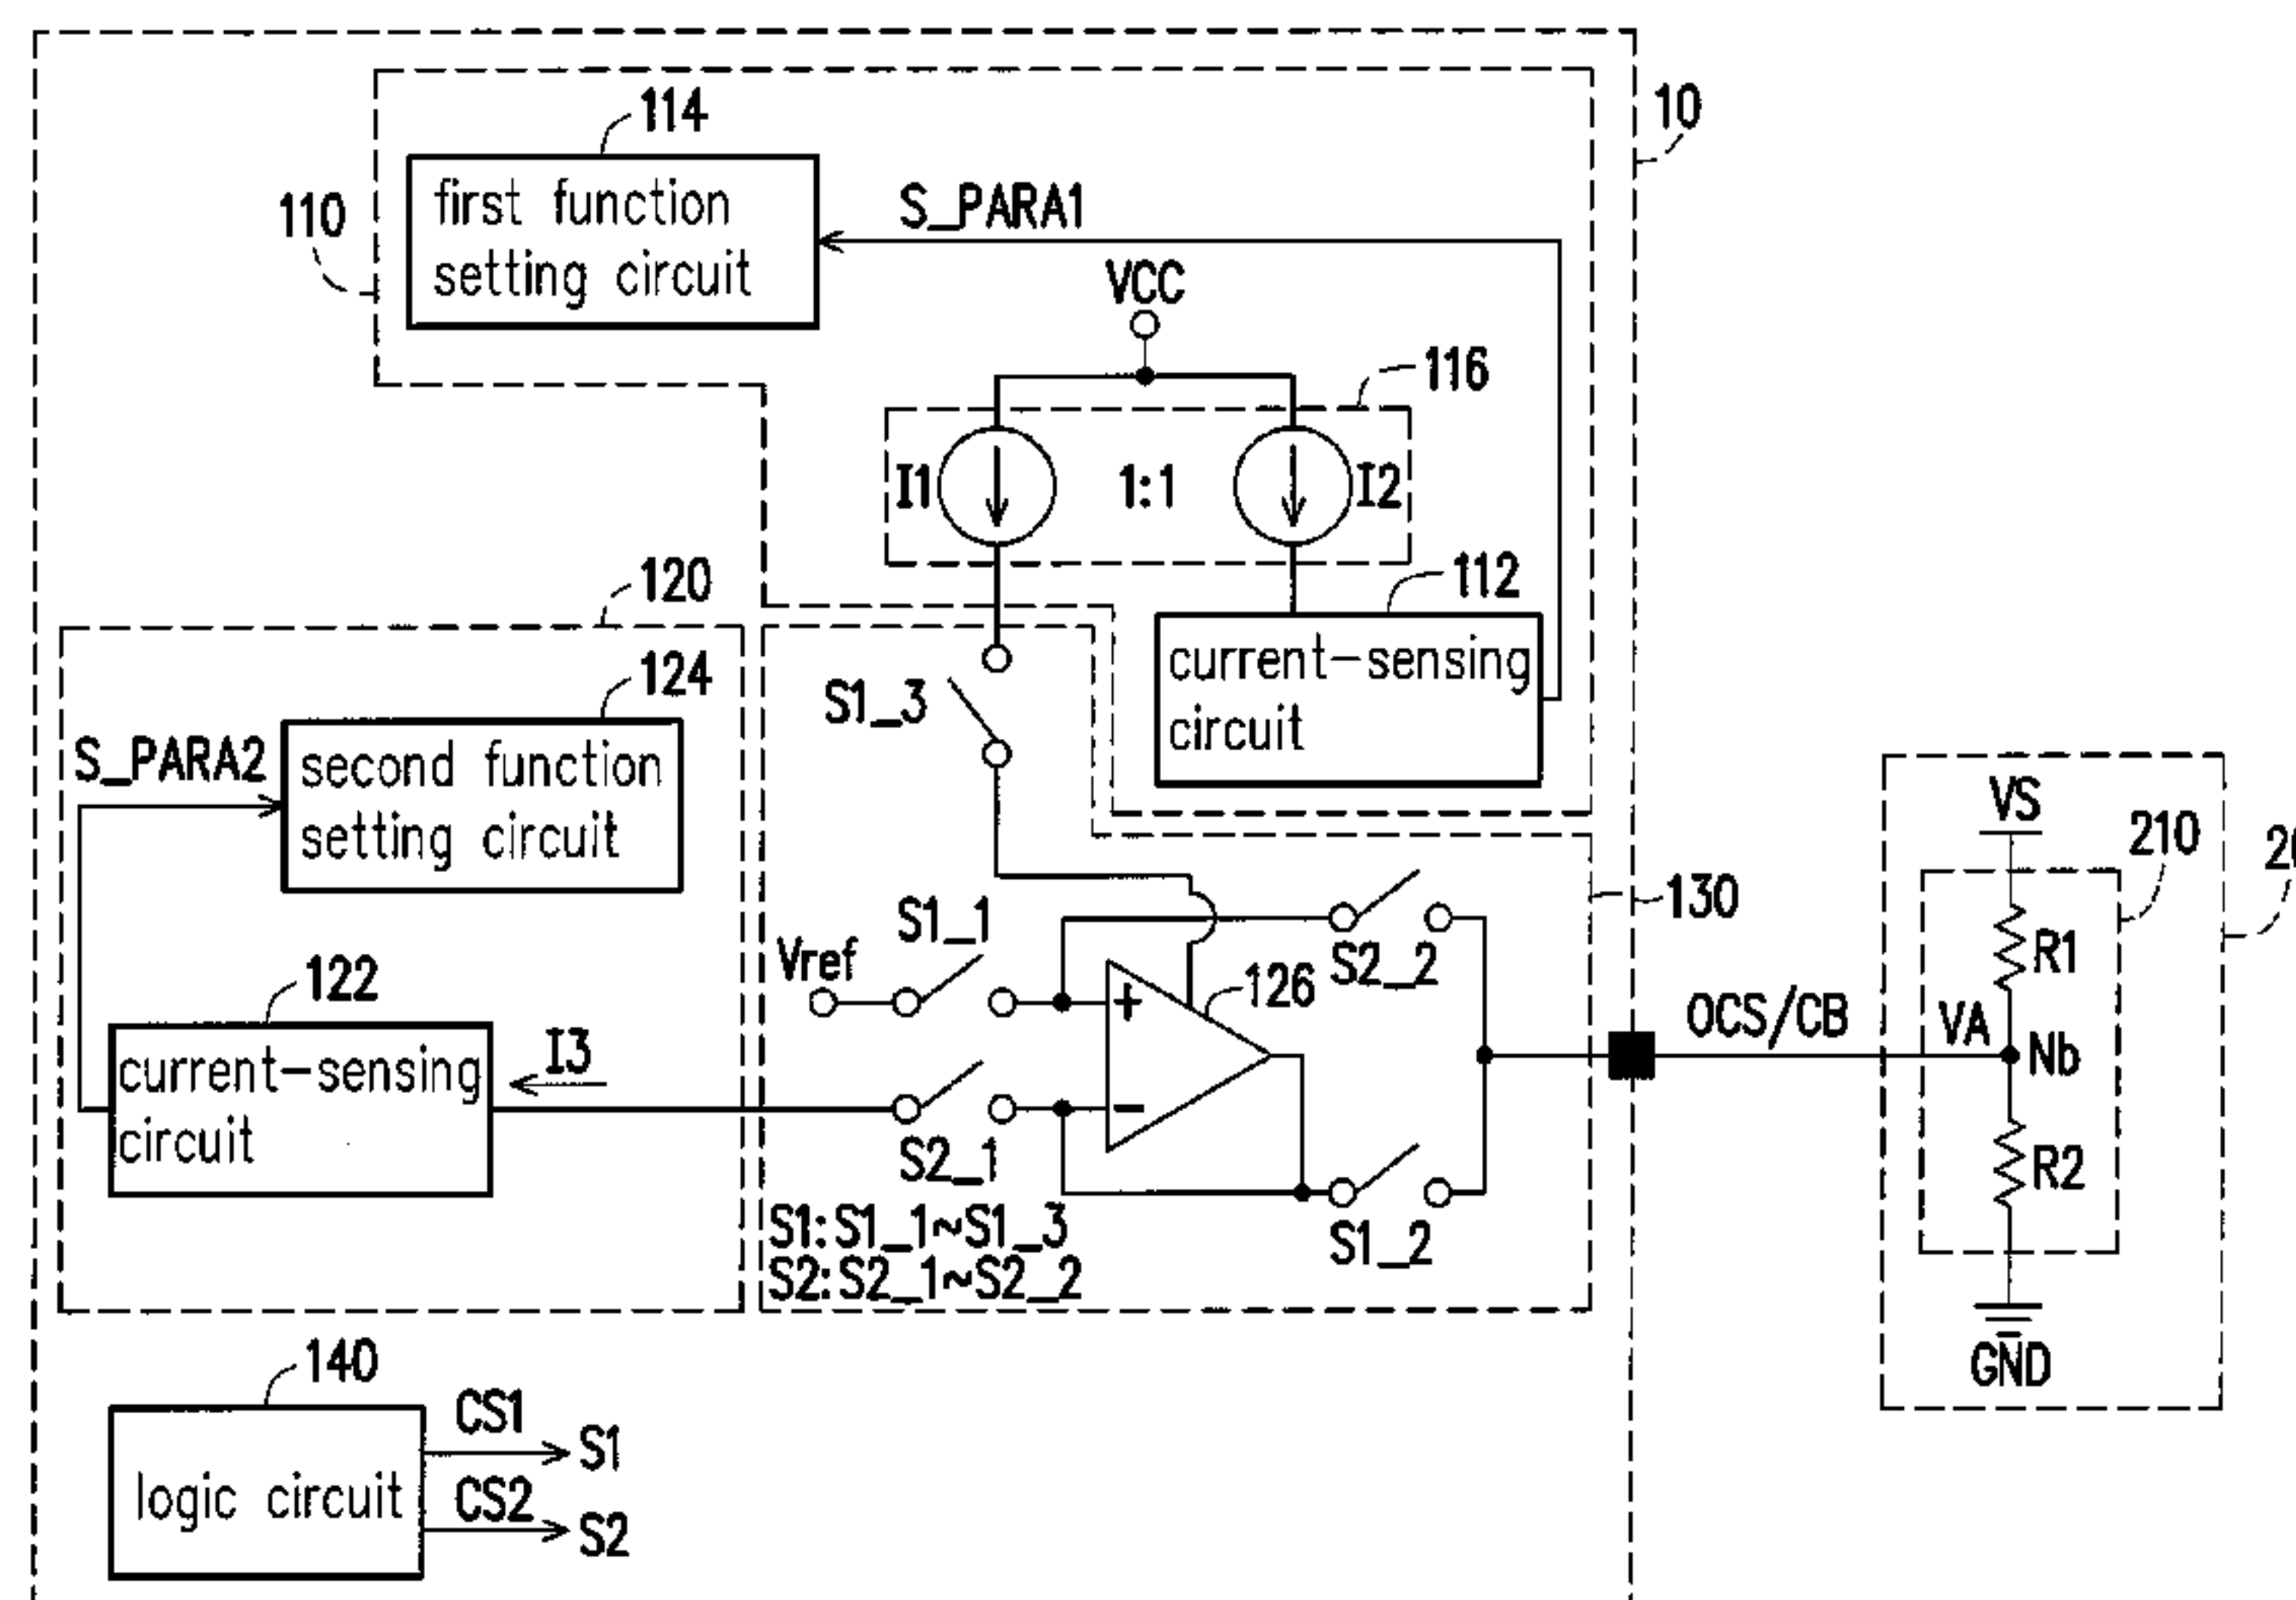 10
114
first function
setting circuit
110
S_PARA1
VCC
116
I1
1:1
I2
112
current-sensing
circuit
120
124
S_PARA2
second function
setting circuit
S1_3
122
current-sensing
circuit
I3
Vref
S1_1
S2_1
126
S2_2
S1_2
130
S1:S1_1~S1_3
S2:S2_1~S2_2
OCS/CB
VS
210
R1
VA
Nb
R2
GND
140
logic circuit
CS1
S1
CS2
S2